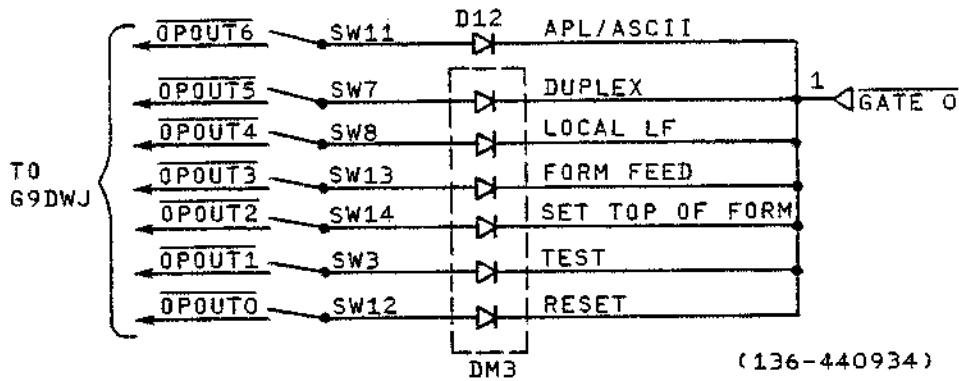 OPOUT6 SW11 D12 APL/ASCII
OPOUT5 SW7 DUPLEX 1 GATE 0
OPOUT4 SW8 LOCAL LF
TO
G9DWJ
OPOUT3 SW13 FORM FEED
OPOUT2 SW14 SET TOP OF FORM
OPOUT1 SW3 TEST
OPOUT0 SW12 RESET
DM3
(136-440934)